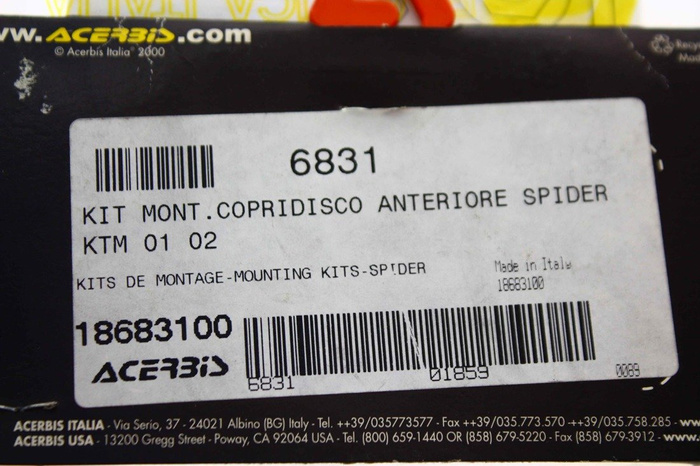 w.ACERBIS.com
© Acerbis Italia 2000
6831
KIT MONT.COPRIDISCO ANTERIORE SPIDER
KTM 01 02
KITS DE MONTAGE-MOUNTING KITS-SPIDER
Made in Italy
18683100
18683100
ACERBIS
6831 01859 0089
ACERBIS ITALIA - Via Serio, 37 - 24021 Albino (BG) Italy - Tel. ++39/035773577 - Fax ++39/035.773.570 -++39/035.758.285 - ww
ACERBIS USA - 13200 Gregg Street - Poway, CA 92064 USA - Tel. (800) 659-1440 OR (858) 679-5220 - Fax (858) 679-3912 - www